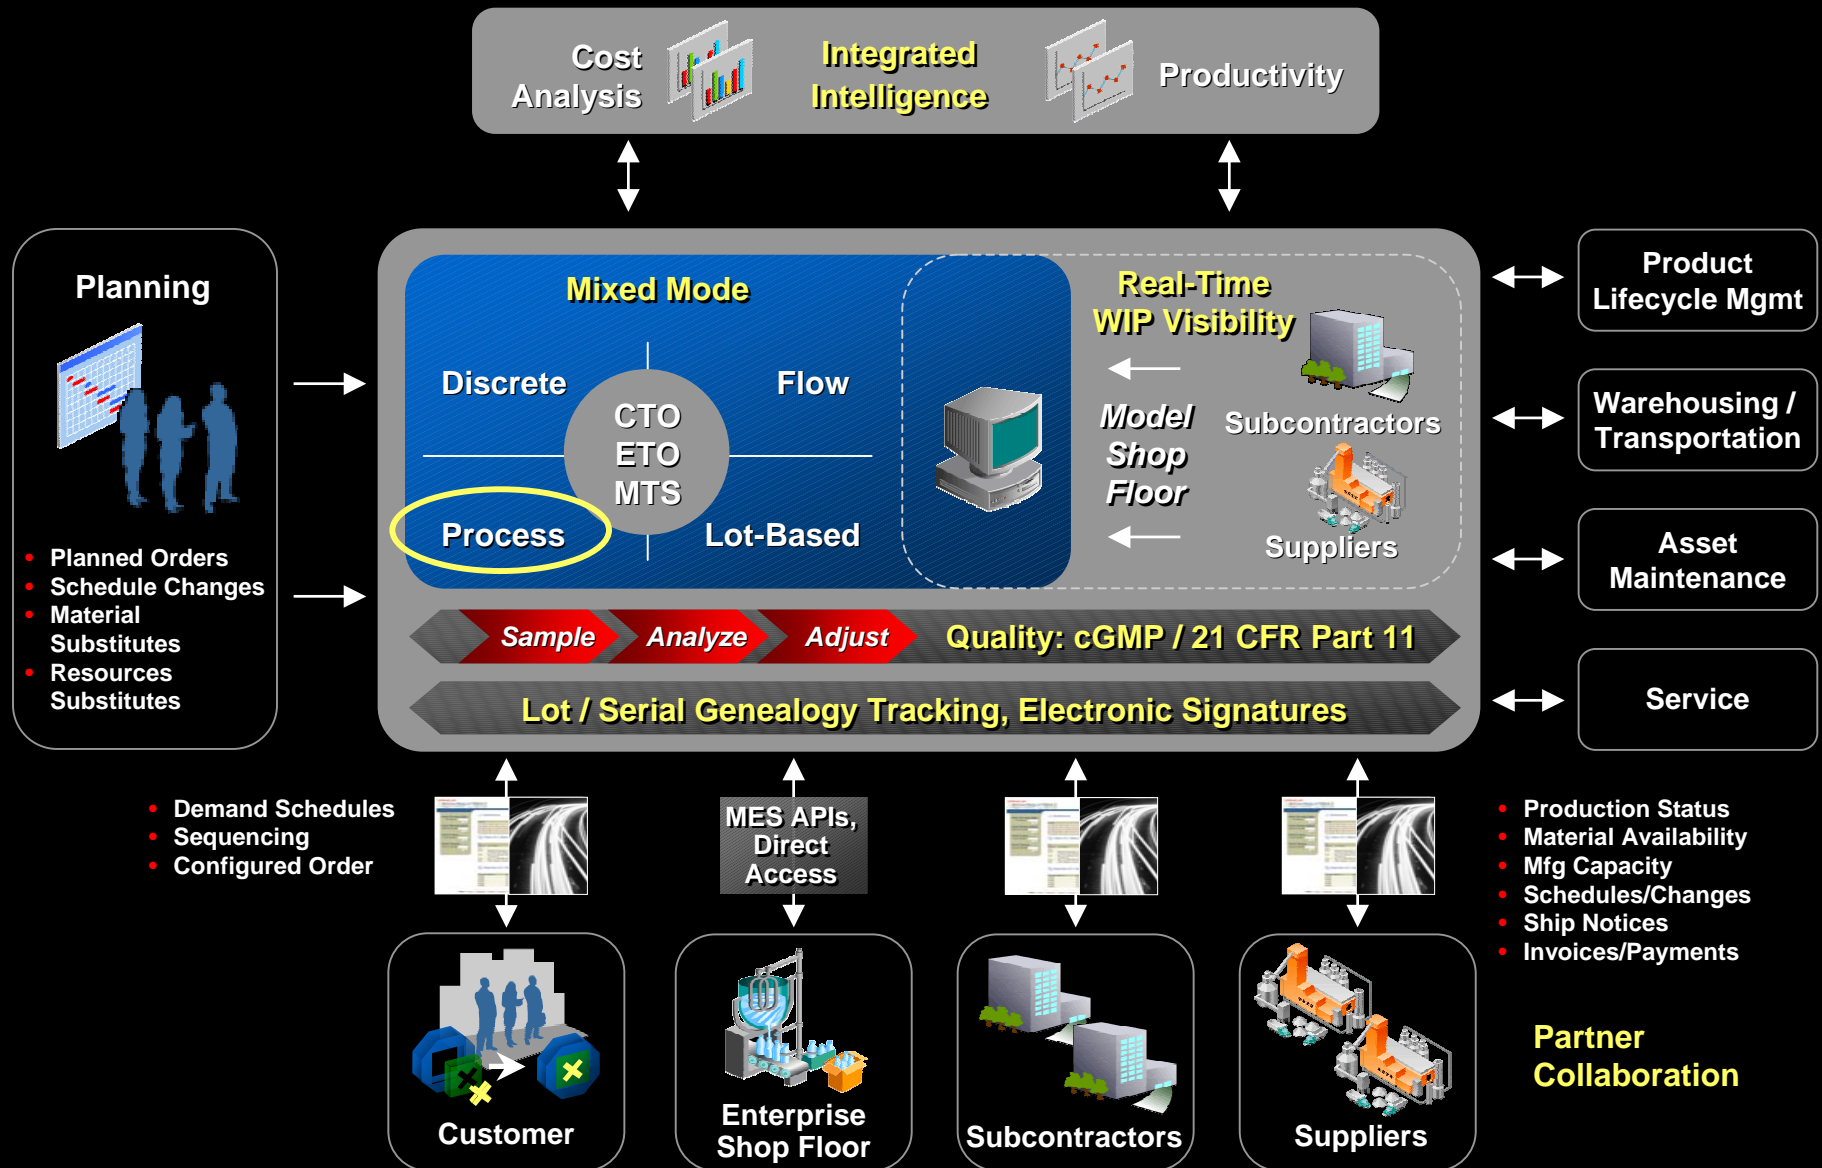 Cost
Analysis
Integrated
Intelligence
Productivity
Planning
• Planned Orders
• Schedule Changes
• Material
Substitutes
• Resources
Substitutes
Mixed Mode
Discrete
Flow
CTO
ETO
MTS
Process
Lot-Based
Real-Time
WIP Visibility
Model
Shop
Floor
Subcontractors
Suppliers
Sample
Analyze
Adjust
Quality: cGMP / 21 CFR Part 11
Lot / Serial Genealogy Tracking, Electronic Signatures
Product
Lifecycle Mgmt
Warehousing /
Transportation
Asset
Maintenance
Service
• Demand Schedules
• Sequencing
• Configured Order
MES APIs,
Direct
Access
• Production Status
• Material Availability
• Mfg Capacity
• Schedules/Changes
• Ship Notices
• Invoices/Payments
Customer
Enterprise
Shop Floor
Subcontractors
Suppliers
Partner
Collaboration